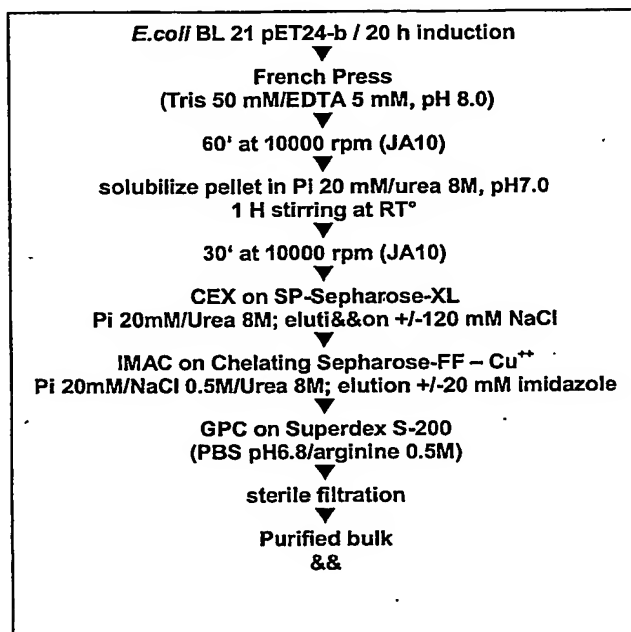 E.coli BL 21 pET24-b / 20 h induction
▼
French Press
(Tris 50 mM/EDTA 5 mM, pH 8.0)
▼
60' at 10000 rpm (JA10)
▼
solubilize pellet in Pi 20 mM/urea 8M, pH7.0
1 H stirring at RT°
▼
30' at 10000 rpm (JA10)
▼
CEX on SP-Sepharose-XL
Pi 20mM/Urea 8M; eluti&&on +/-120 mM NaCl
▼
IMAC on Chelating Sepharose-FF – Cu⁺⁺
Pi 20mM/NaCl 0.5M/Urea 8M; elution +/-20 mM imidazole
▼
GPC on Superdex S-200
(PBS pH6.8/arginine 0.5M)
▼
sterile filtration
▼
Purified bulk
&&